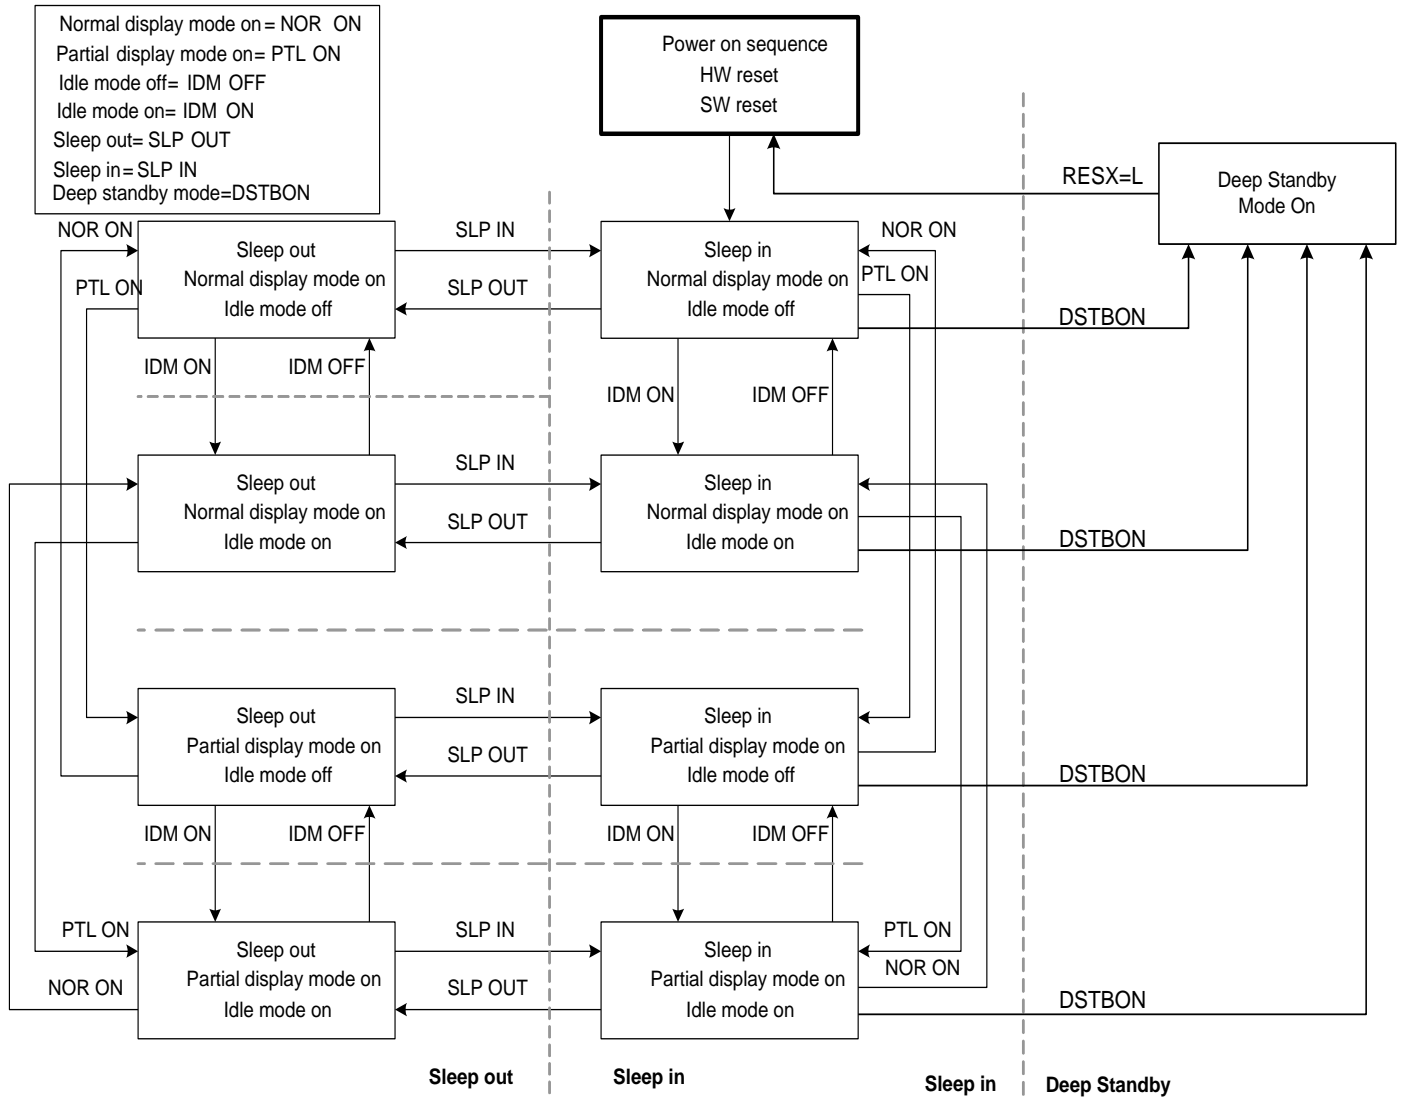 Normal display mode on= NOR ON
Partial display mode on= PTL ON
Idle mode off= IDM OFF
Idle mode on= IDM ON
Sleep out= SLP OUT
Sleep in= SLP IN
Deep standby mode=DSTBON
Power on sequence
HW reset
SW reset
RESX=L
Deep Standby
Mode On
NOR ON
PTL ON
Sleep out
Normal display mode on
Idle mode off
SLP IN
SLP OUT
Sleep in
Normal display mode on
Idle mode off
NOR ON
PTL ON
DSTBON
IDM ON
IDM OFF
IDM ON
IDM OFF
Sleep out
Normal display mode on
Idle mode on
SLP IN
SLP OUT
Sleep in
Normal display mode on
Idle mode on
DSTBON
Sleep out
Partial display mode on
Idle mode off
SLP IN
SLP OUT
Sleep in
Partial display mode on
Idle mode off
DSTBON
IDM ON
IDM OFF
IDM ON
IDM OFF
PTL ON
NOR ON
Sleep out
Partial display mode on
Idle mode on
SLP IN
SLP OUT
Sleep in
Partial display mode on
Idle mode on
PTL ON
NOR ON
DSTBON
Sleep out
Sleep in
Sleep in
Deep Standby